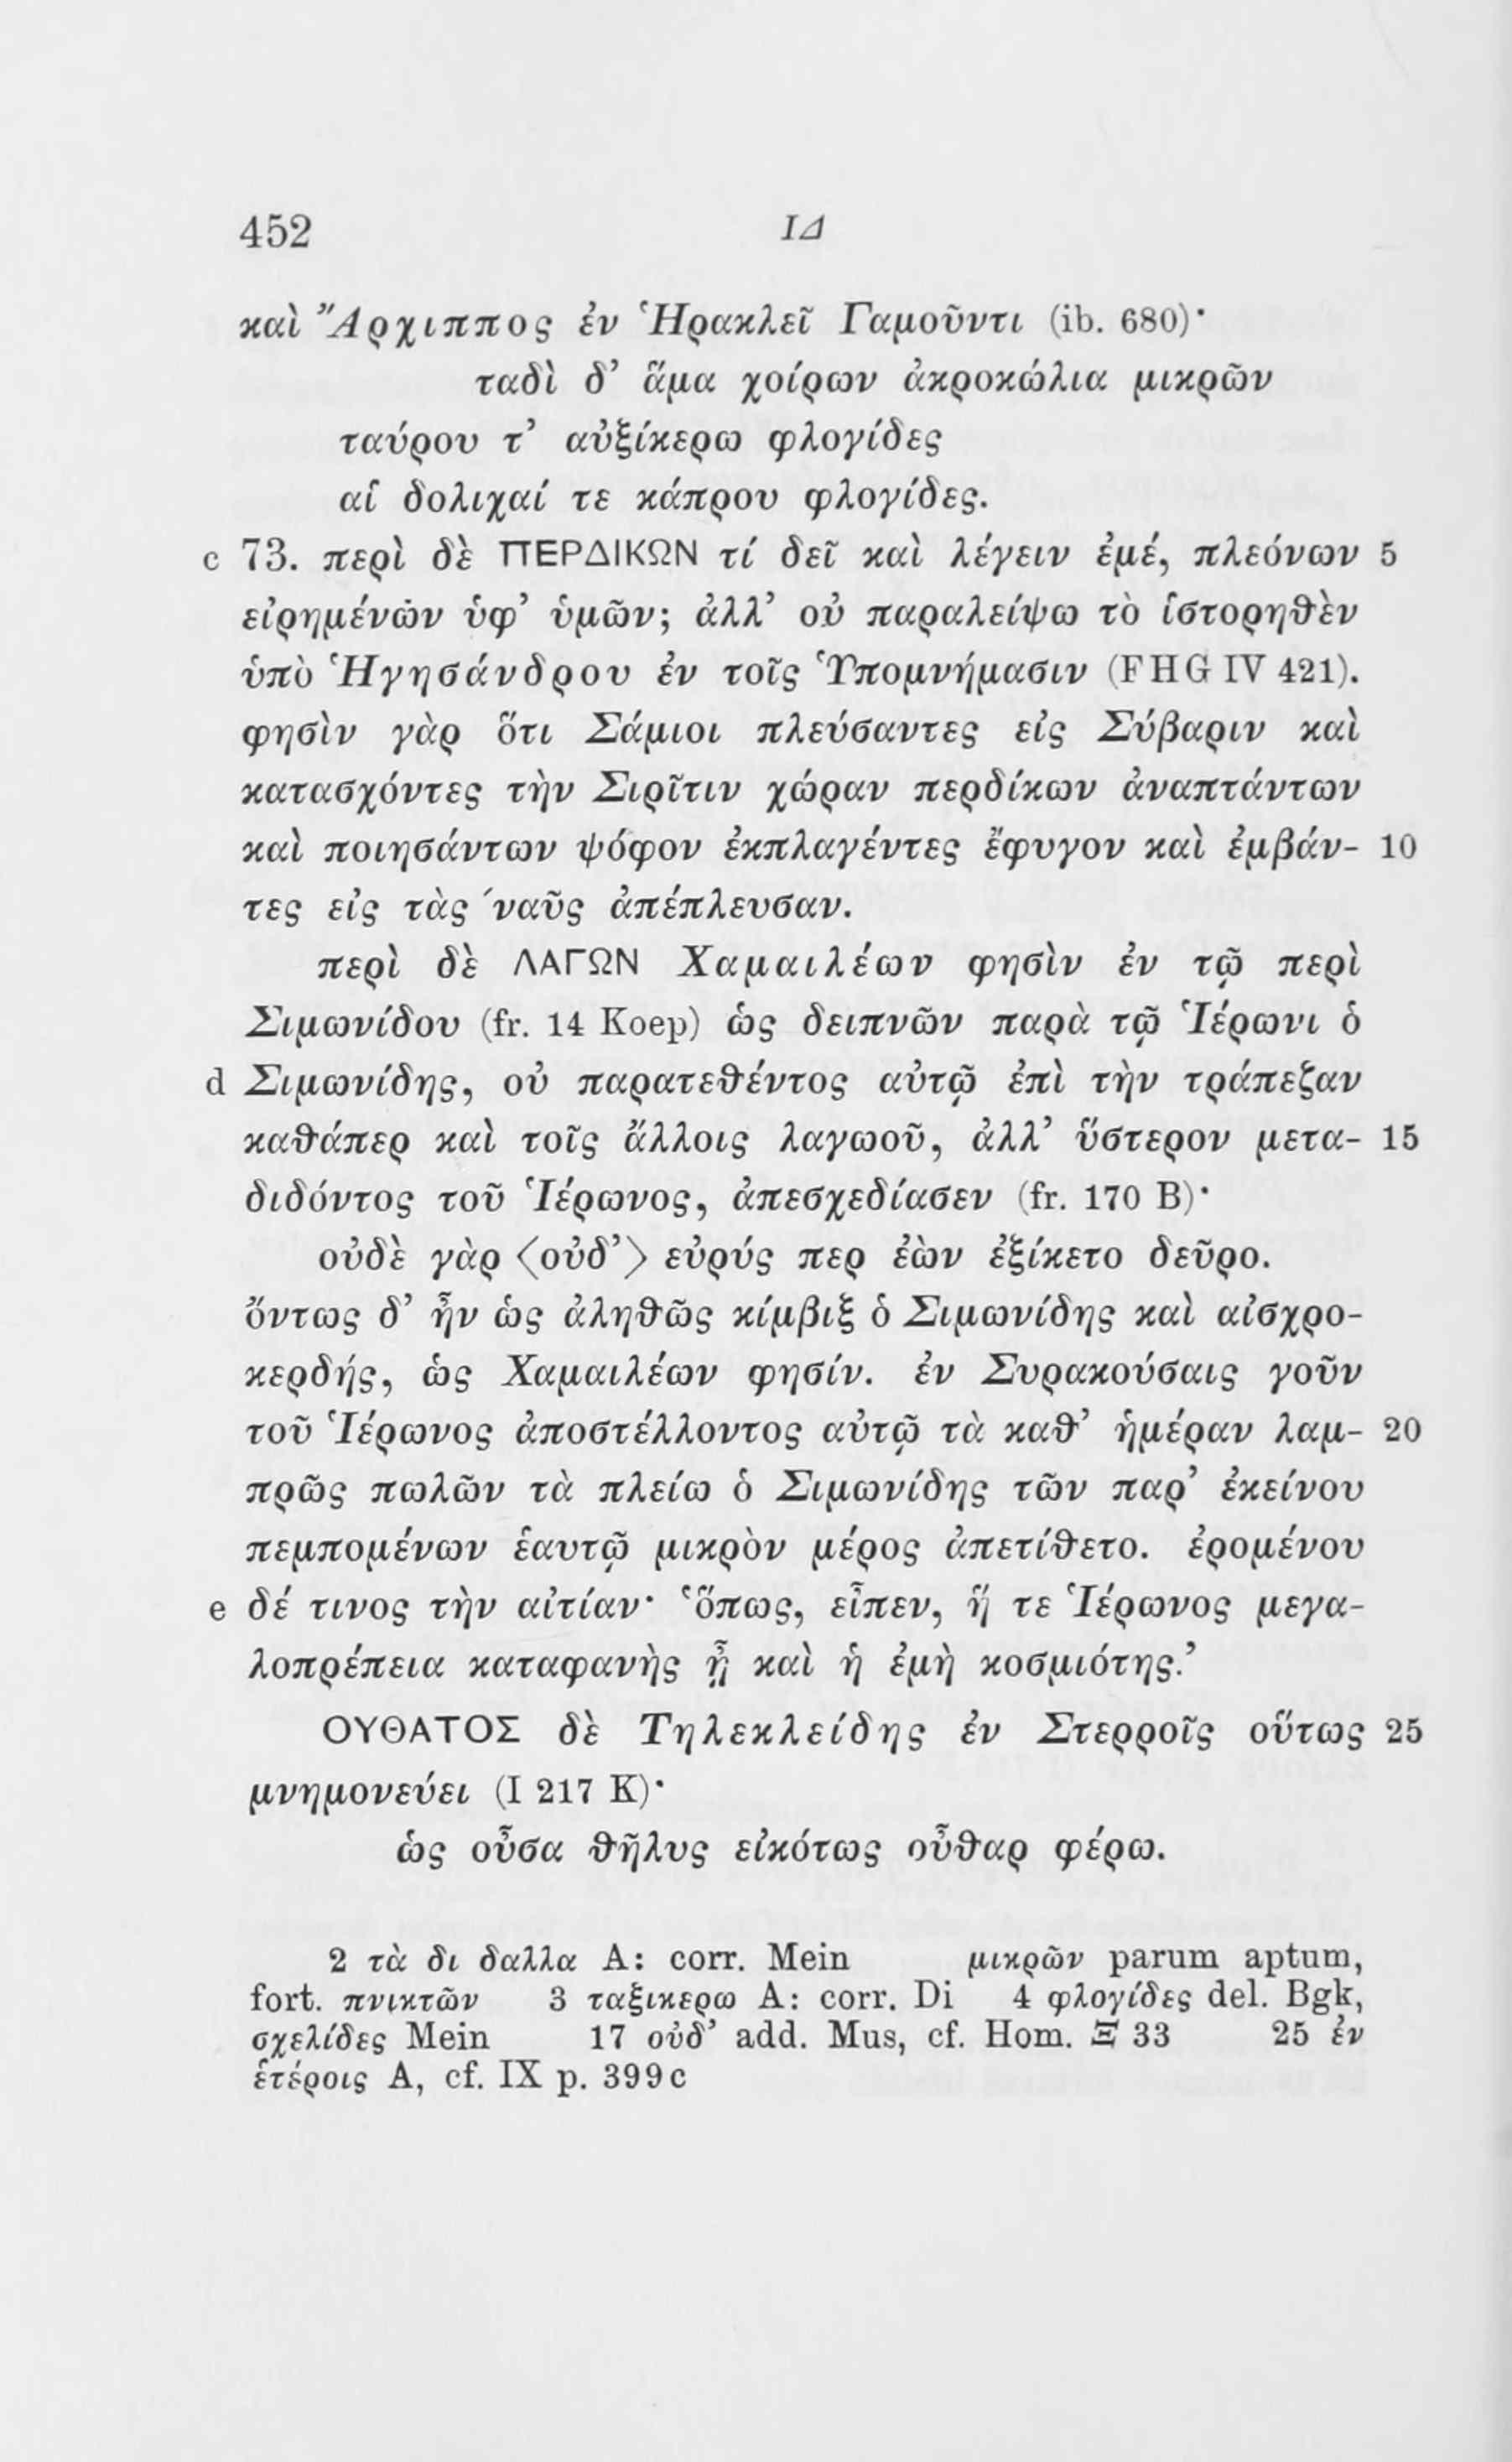 452 ΙΔ
καὶ Ἄρχιππος ἐν Ἡρακλεῖ Γαμοῦντι (ib. 680)·
ταδὶ δ’ ἅμα χοίρων ἀκροκώλια μικρῶν
ταύρου τ’ αὐξίκερω φλογίδες
αἱ δολιχαί τε κάπρου φλογίδες.
c 73. περὶ δὲ ΠΕΡΔΙΚΩΝ τί δεῖ καὶ λέγειν ἐμέ, πλεόνων 5
εἰρημένων ὑφ’ ὑμῶν; ἀλλ’ οὐ παραλείψω τὸ ἱστορηθὲν
ὑπὸ Ἡγησάνδρου ἐν τοῖς Ὑπομνήμασιν (FHG IV 421).
φησὶν γὰρ ὅτι Σάμιοι πλεύσαντες εἰς Σύβαριν καὶ
κατασχόντες τὴν Σιρῖτιν χώραν περδίκων ἀναπτάντων
καὶ ποιησάντων ψόφον ἐκπλαγέντες ἔφυγον καὶ ἐμβάν- 10
τες εἰς τὰς ναῦς ἀπέπλευσαν.
περὶ δὲ ΛΑΓΩΝ Χαμαιλέων φησὶν ἐν τῷ περὶ
Σιμωνίδου (fr. 14 Koep) ὡς δειπνῶν παρὰ τῷ Ἱέρωνι ὁ
d Σιμωνίδης, οὐ παρατεθέντος αὐτῷ ἐπὶ τὴν τράπεζαν
καθάπερ καὶ τοῖς ἄλλοις λαγωοῦ, ἀλλ’ ὕστερον μετα- 15
διδόντος τοῦ Ἱέρωνος, ἀπεσχεδίασεν (fr. 170 B)·
οὐδὲ γὰρ ⟨οὐδ’⟩ εὐρύς περ ἐὼν ἐξίκετο δεῦρο.
ὄντως δ’ ἦν ὡς ἀληθῶς κίμβιξ ὁ Σιμωνίδης καὶ αἰσχρο-
κερδής, ὡς Χαμαιλέων φησίν. ἐν Συρακούσαις γοῦν
τοῦ Ἱέρωνος ἀποστέλλοντος αὐτῷ τὰ καθ’ ἡμέραν λαμ- 20
πρῶς πωλῶν τὰ πλείω ὁ Σιμωνίδης τῶν παρ’ ἐκείνου
πεμπομένων ἑαυτῷ μικρὸν μέρος ἀπετίθετο. ἐρομένου
e δέ τινος τὴν αἰτίαν· ‘ὅπως, εἶπεν, ἥ τε Ἱέρωνος μεγα-
λοπρέπεια καταφανὴς ᾖ καὶ ἡ ἐμὴ κοσμιότης.’
ΟΥΘΑΤΟΣ δὲ Τηλεκλείδης ἐν Στερροῖς οὕτως 25
μνημονεύει (I 217 K)·
ὡς οὖσα θῆλυς εἰκότως οὖθαρ φέρω.
2 τὰ δι δαλλα A: corr. Mein μικρῶν parum aptum,
fort. πνικτῶν 3 ταξικερω A: corr. Di 4 φλογίδες del. Bgk,
σχελίδες Mein 17 οὐδ’ add. Mus, cf. Hom. Ξ 33 25 ἐν
ἑτέροις A, cf. IX p. 399c